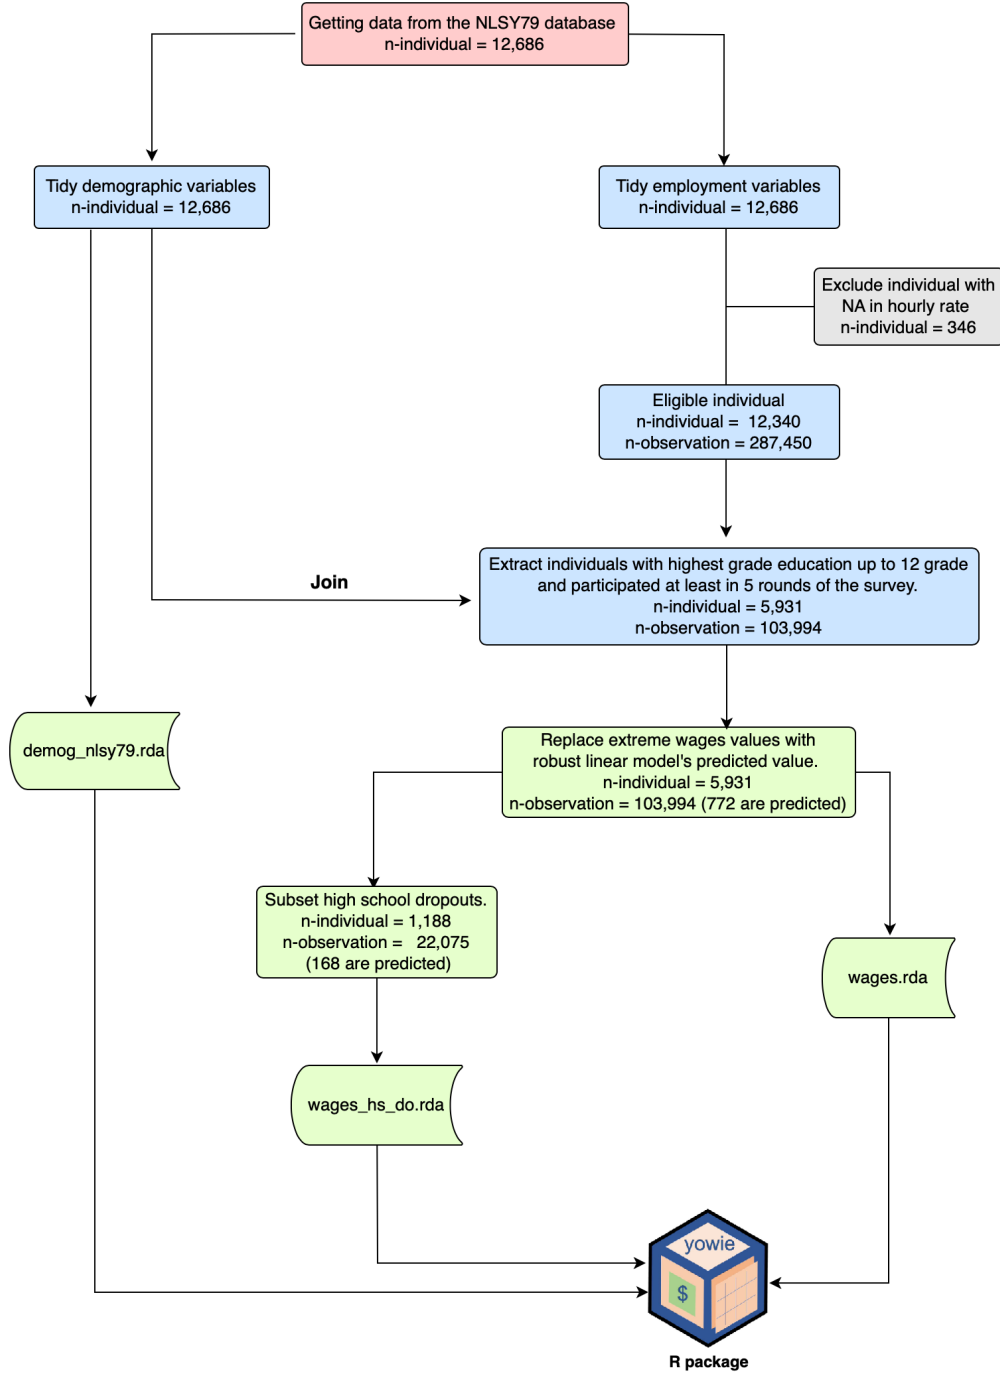 Getting data from the NLSY79 database
n-individual = 12,686
Tidy demographic variables
n-individual = 12,686
Tidy employment variables
n-individual = 12,686
Exclude individual with
NA in hourly rate
n-individual = 346
Eligible individual
n-individual = 12,340
n-observation = 287,450
Extract individuals with highest grade education up to 12 grade
and participated at least in 5 rounds of the survey.
n-individual = 5,931
n-observation = 103,994
Join
demog_nlsy79.rda
Replace extreme wages values with
robust linear model's predicted value.
n-individual = 5,931
n-observation = 103,994 (772 are predicted)
Subset high school dropouts.
n-individual = 1,188
n-observation = 22,075
(168 are predicted)
wages.rda
wages_hs_do.rda
yowie
$
R package